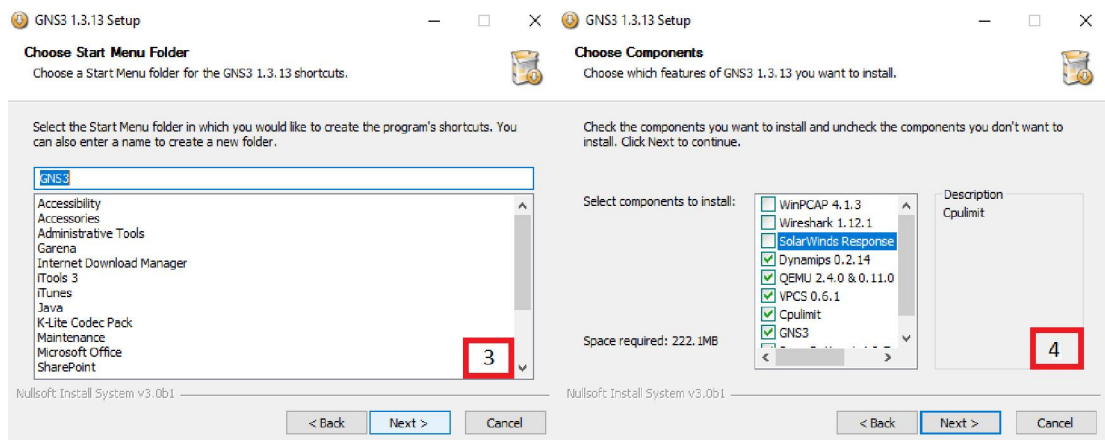 GNS3 1.3.13 Setup
Choose Start Menu Folder
Choose a Start Menu folder for the GNS3 1.3.13 shortcuts.
Select the Start Menu folder in which you would like to create the program's shortcuts. You
can also enter a name to create a new folder.
GNS3
Accessibility
Accessories
Administrative Tools
Garena
Internet Download Manager
iTools 3
iTunes
Java
K-Lite Codec Pack
Maintenance
Microsoft Office
SharePoint
3
Nullsoft Install System v3.0b1
< Back
Next >
Cancel
GNS3 1.3.13 Setup
Choose Components
Choose which features of GNS3 1.3.13 you want to install.
Check the components you want to install and uncheck the components you don't want to
install. Click Next to continue.
Select components to install:
WinPCAP 4.1.3
Wireshark 1.12.1
SolarWinds Response
Dynamips 0.2.14
QEMU 2.4.0 & 0.11.0
VPCS 0.6.1
Cpulimit
GNS3
Description
Cpulimit
Space required: 222.1MB
4
Nullsoft Install System v3.0b1
< Back
Next >
Cancel